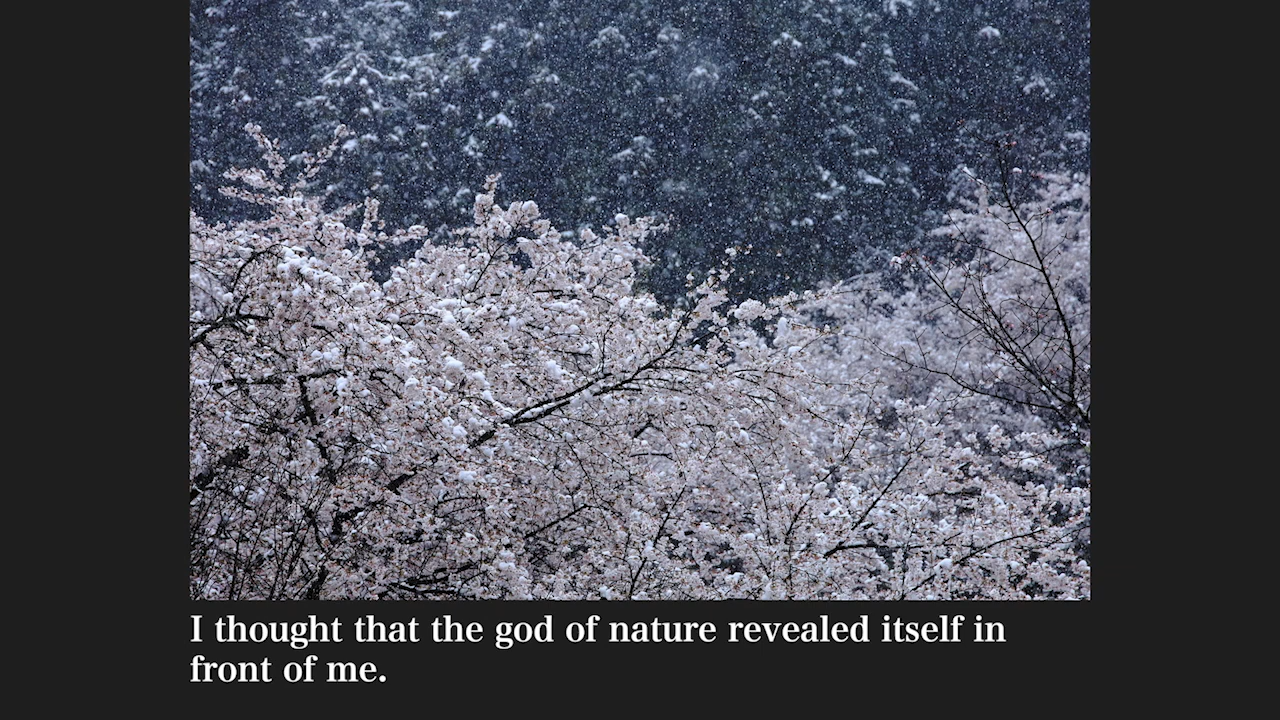 I thought that the god of nature revealed itself in
front of me.